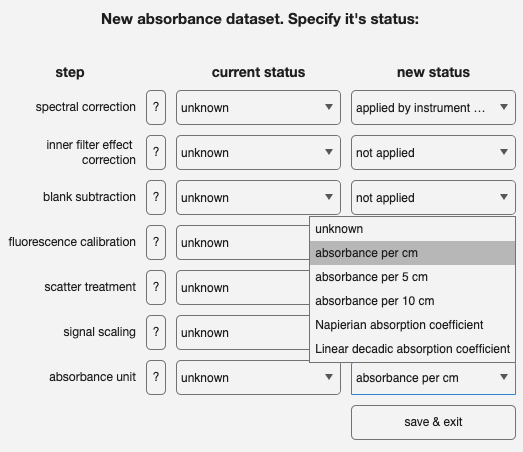 New absorbance dataset. Specify it's status:
step current status new status
spectral correction ? unknown applied by instrument ...
inner filter effect
correction ? unknown not applied
blank subtraction ? unknown not applied
unknown
fluorescence calibration ? unknown absorbance per cm
absorbance per 5 cm
scatter treatment ? unknown absorbance per 10 cm
signal scaling ? unknown Napierian absorption coefficient
Linear decadic absorption coefficient
absorbance unit ? unknown absorbance per cm
save & exit